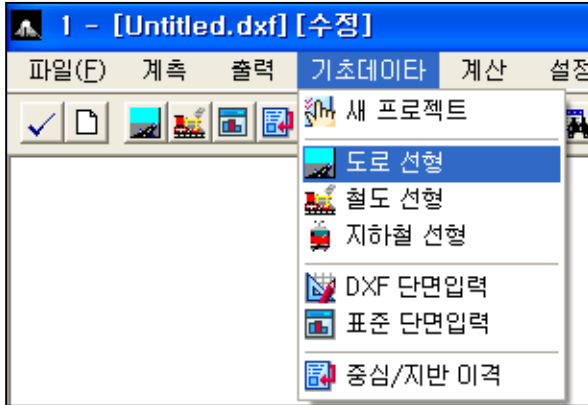 1 - [Untitled.dxf] [수정]
파일(F) 계측 출력 기초데이타 계산 설정
새 프로젝트
도로 선형
철도 선형
지하철 선형
DXF 단면입력
표준 단면입력
중심/지반 이격